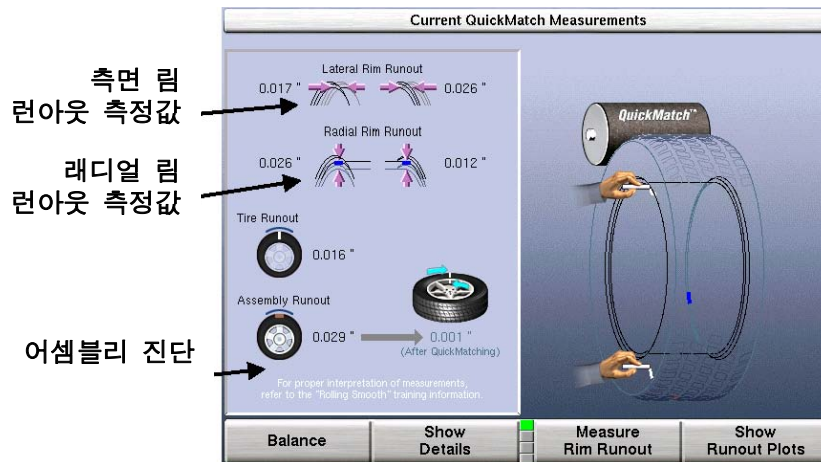 Current QuickMatch Measurements
측면 림
런아웃 측정값
Lateral Rim Runout
0.017 "
0.026 "
래디얼 림
런아웃 측정값
Radial Rim Runout
0.026 "
0.012 "
Tire Runout
0.016 "
어셈블리 진단
Assembly Runout
0.029 "
0.001 "
(After QuickMatching)
For proper interpretation of measurements,
refer to the "Rolling Smooth" training information.
QuickMatch™
Balance
Show
Details
Measure
Rim Runout
Show
Runout Plots